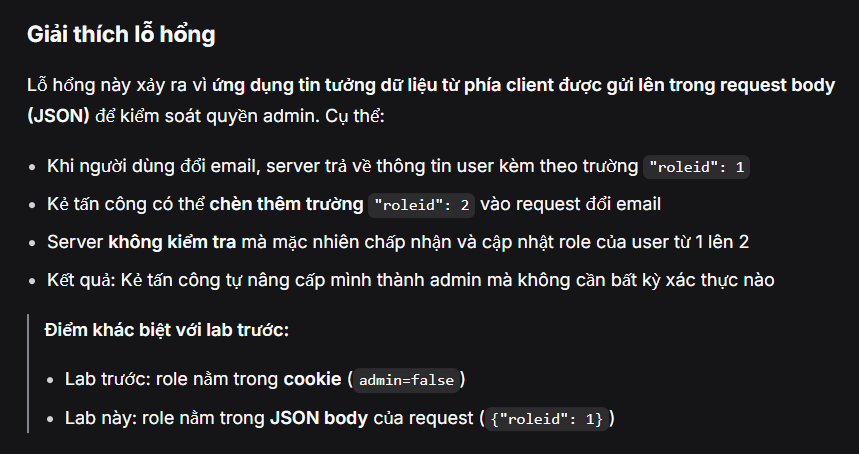 Giải thích lỗ hổng
Lỗ hổng này xảy ra vì ứng dụng tin tưởng dữ liệu từ phía client được gửi lên trong request body
(JSON) để kiểm soát quyền admin. Cụ thể:
• Khi người dùng đổi email, server trả về thông tin user kèm theo trường "roleid": 1
• Kẻ tấn công có thể chèn thêm trường "roleid": 2 vào request đổi email
• Server không kiểm tra mà mặc nhiên chấp nhận và cập nhật role của user từ 1 lên 2
• Kết quả: Kẻ tấn công tự nâng cấp mình thành admin mà không cần bất kỳ xác thực nào
Điểm khác biệt với lab trước:
• Lab trước: role nằm trong cookie (admin=false)
• Lab này: role nằm trong JSON body của request ({"roleid": 1})